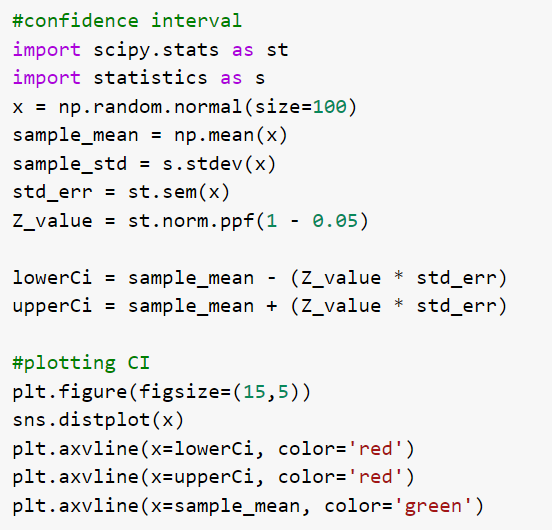 #confidence interval
import scipy.stats as st
import statistics as s
x = np.random.normal(size=100)
sample_mean = np.mean(x)
sample_std = s.stdev(x)
std_err = st.sem(x)
Z_value = st.norm.ppf(1 - 0.05)
lowerCi = sample_mean - (Z_value * std_err)
upperCi = sample_mean + (Z_value * std_err)
#plotting CI
plt.figure(figsize=(15,5))
sns.distplot(x)
plt.axvline(x=lowerCi, color='red')
plt.axvline(x=upperCi, color='red')
plt.axvline(x=sample_mean, color='green')